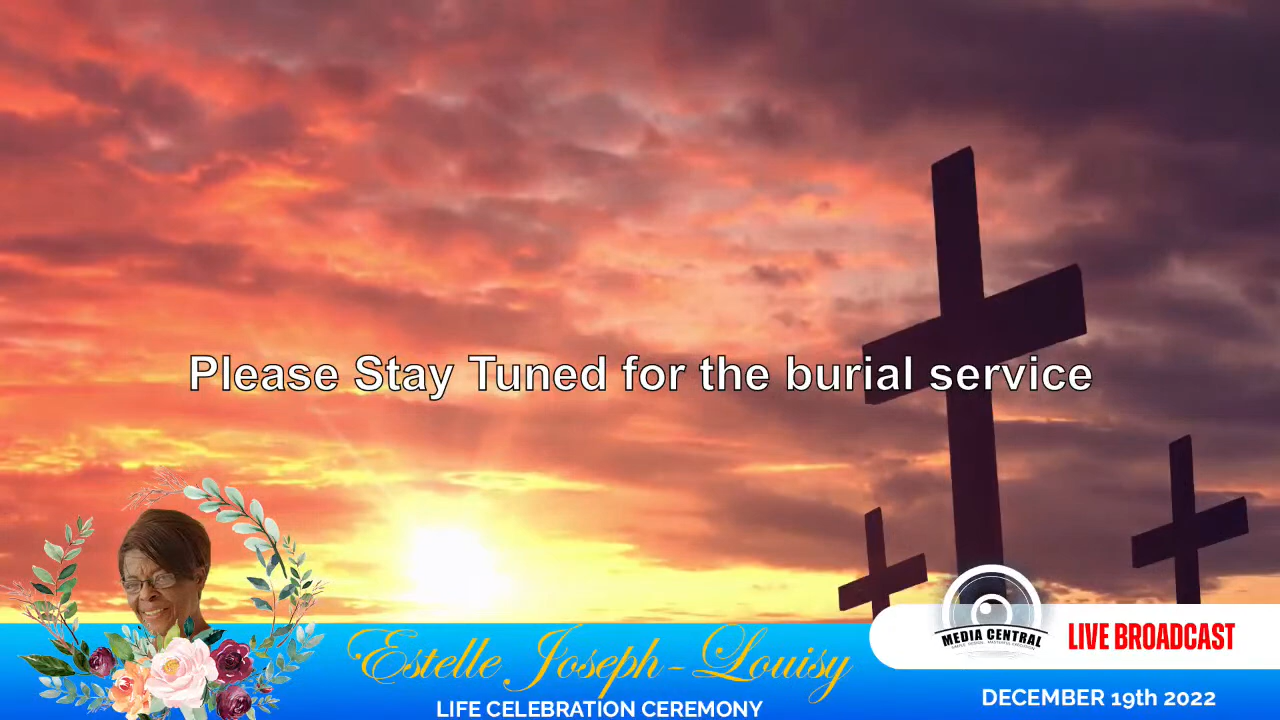 Please Stay Tuned for the burial service
Estelle Joseph-Louisy
LIFE CELEBRATION CEREMONY
MEDIA CENTRAL
LIVE BROADCAST
DECEMBER 19th 2022